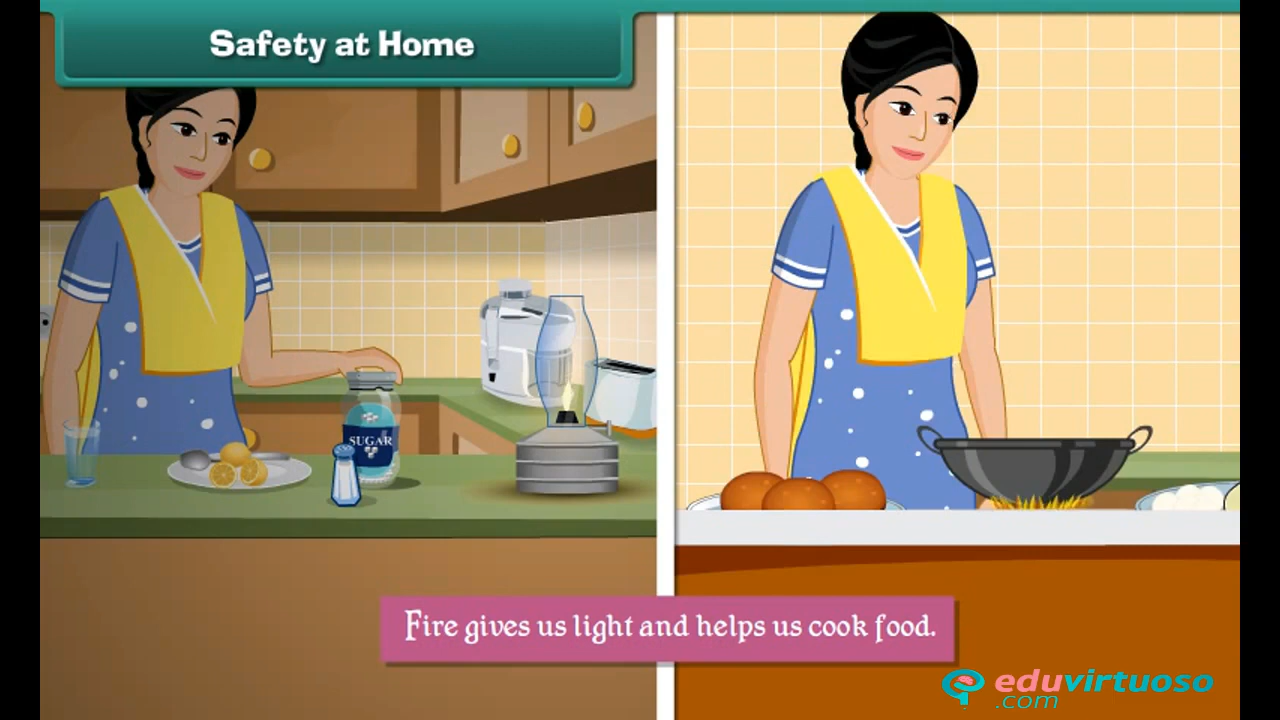 Safety at Home
SUGAR
Fire gives us light and helps us cook food.
eduvirtuoso
.com